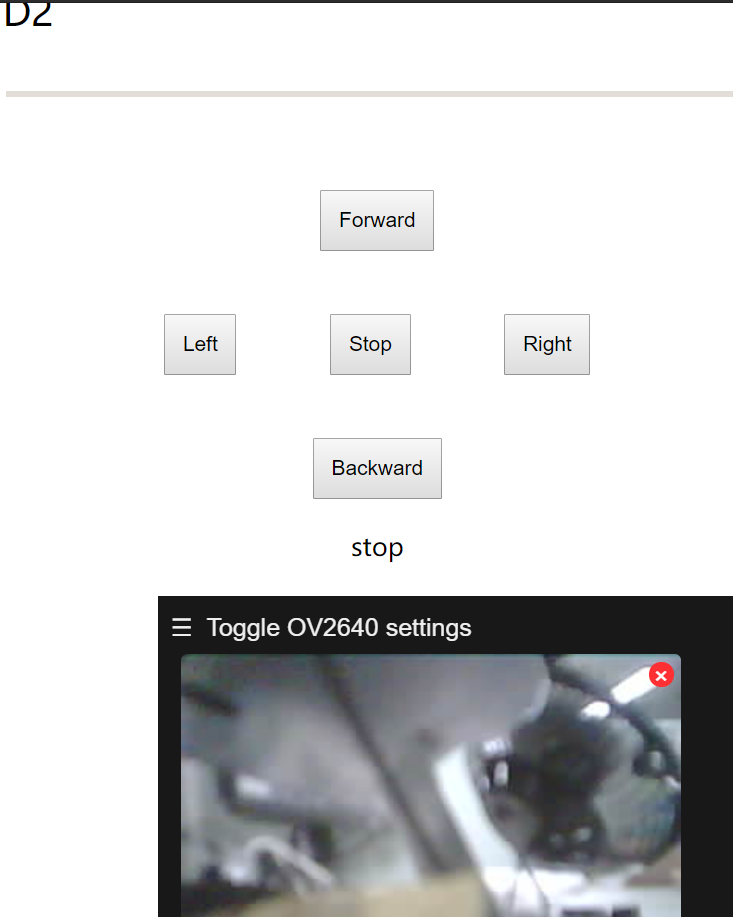 D2
Forward
Left Stop Right
Backward
stop
Toggle OV2640 settings